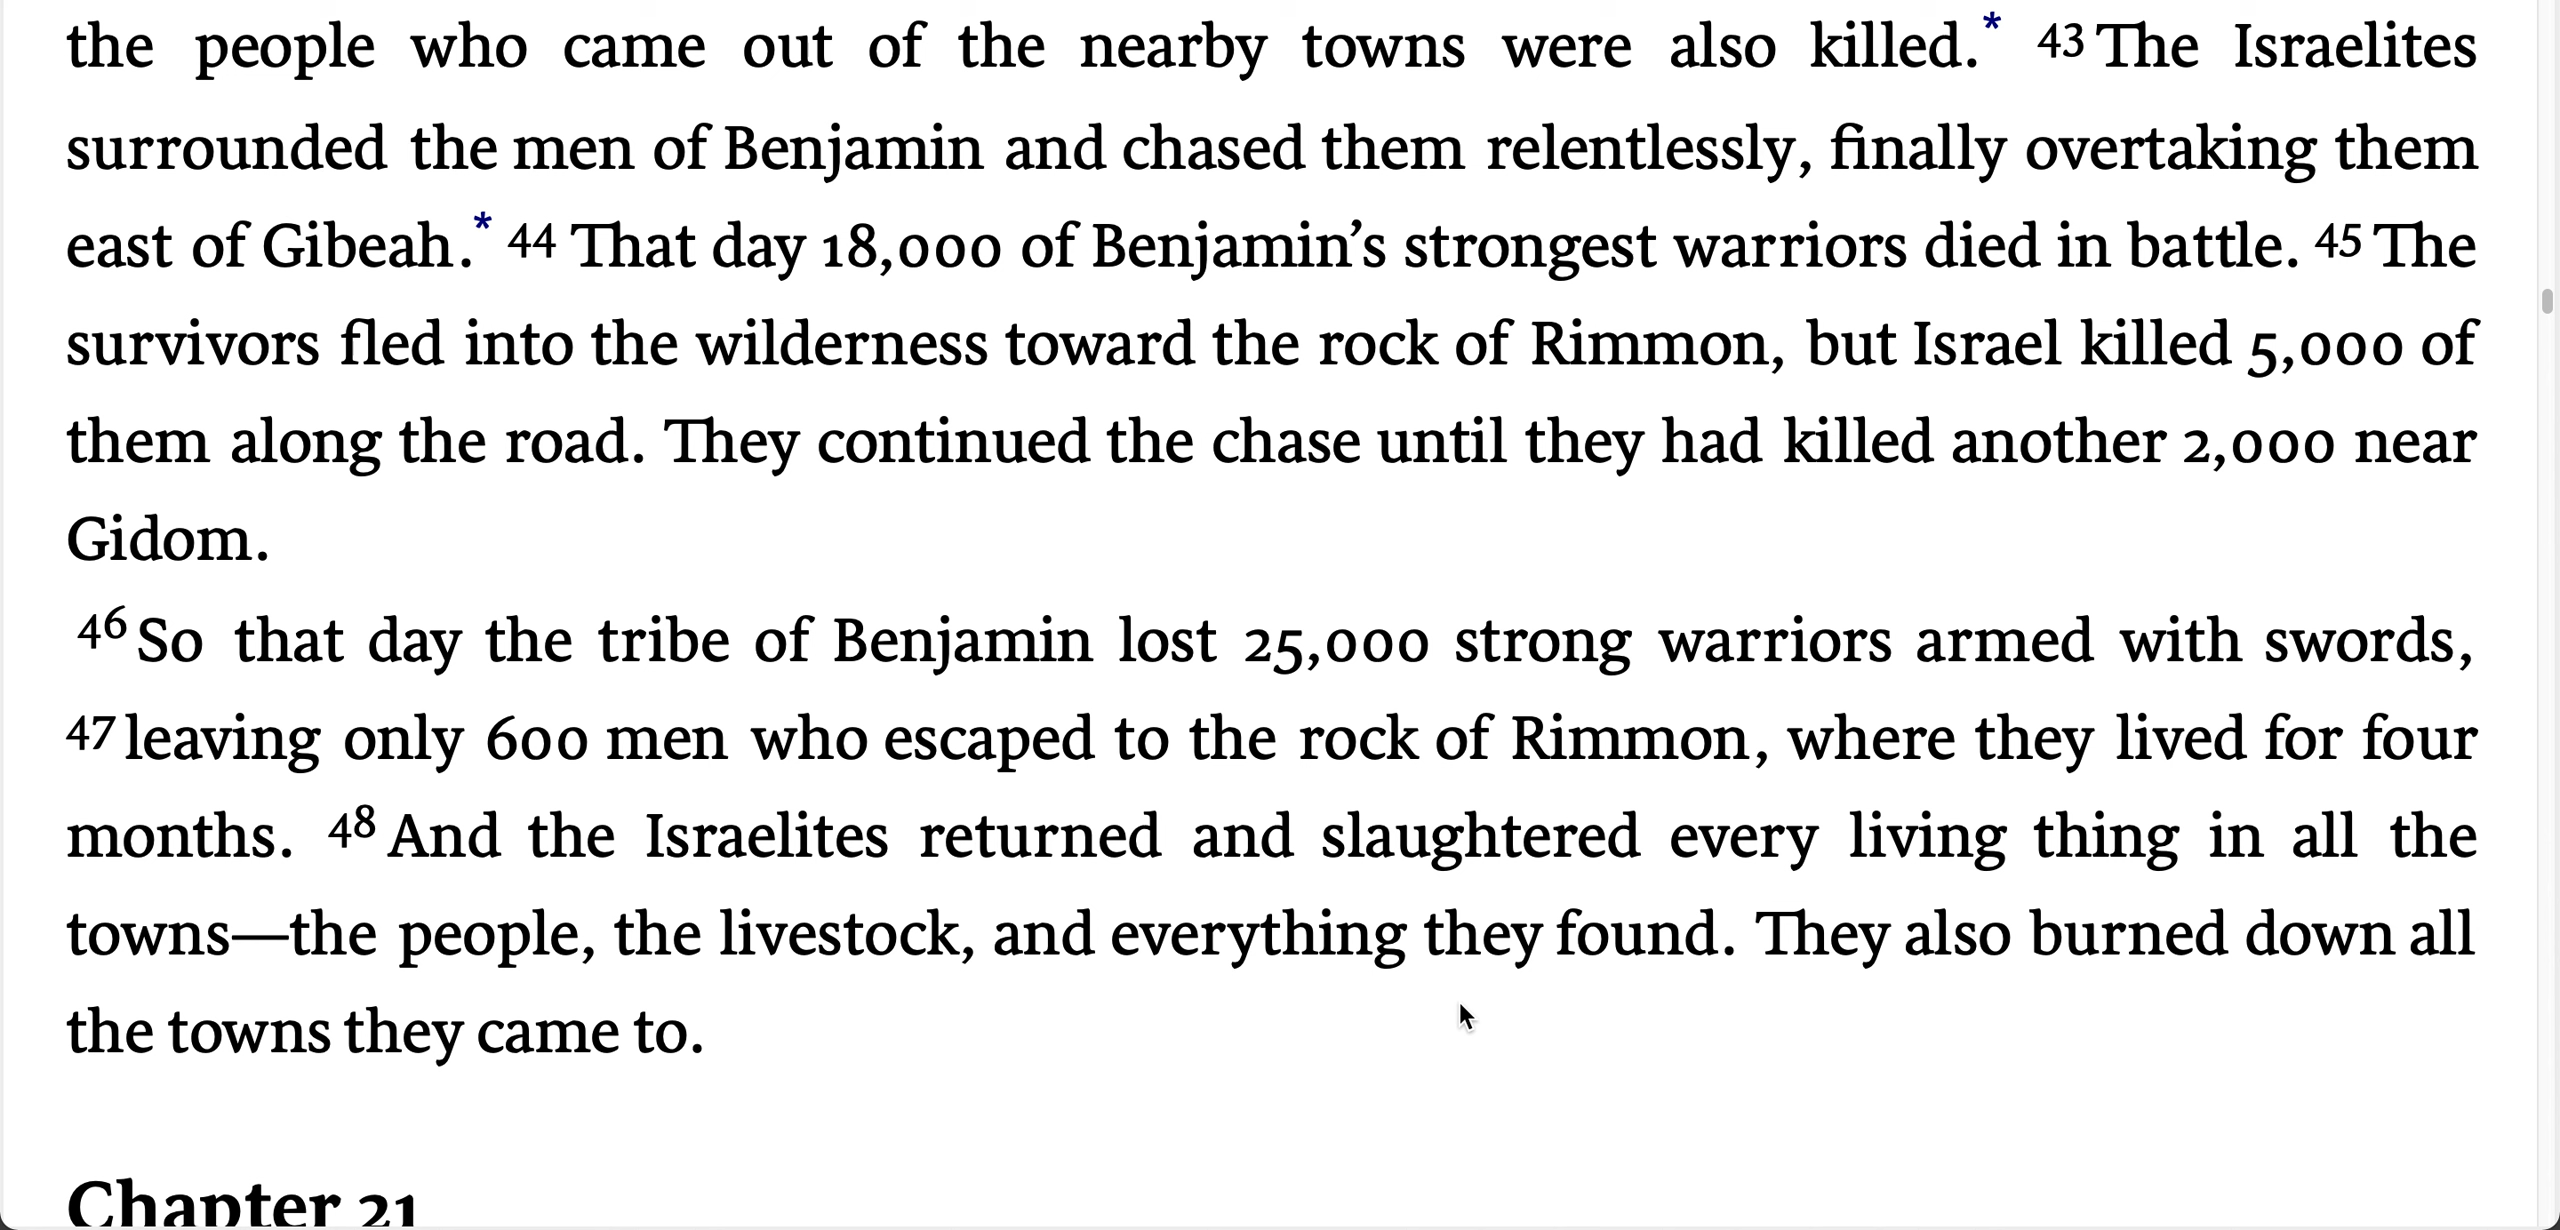 the people who came out of the nearby towns were also killed.* 43 The Israelites
surrounded the men of Benjamin and chased them relentlessly, finally overtaking them
east of Gibeah.* 44 That day 18,000 of Benjamin’s strongest warriors died in battle. 45 The
survivors fled into the wilderness toward the rock of Rimmon, but Israel killed 5,000 of
them along the road. They continued the chase until they had killed another 2,000 near
Gidom.
46 So that day the tribe of Benjamin lost 25,000 strong warriors armed with swords,
47 leaving only 600 men who escaped to the rock of Rimmon, where they lived for four
months. 48 And the Israelites returned and slaughtered every living thing in all the
towns—the people, the livestock, and everything they found. They also burned down all
the towns they came to.
Chapter 21